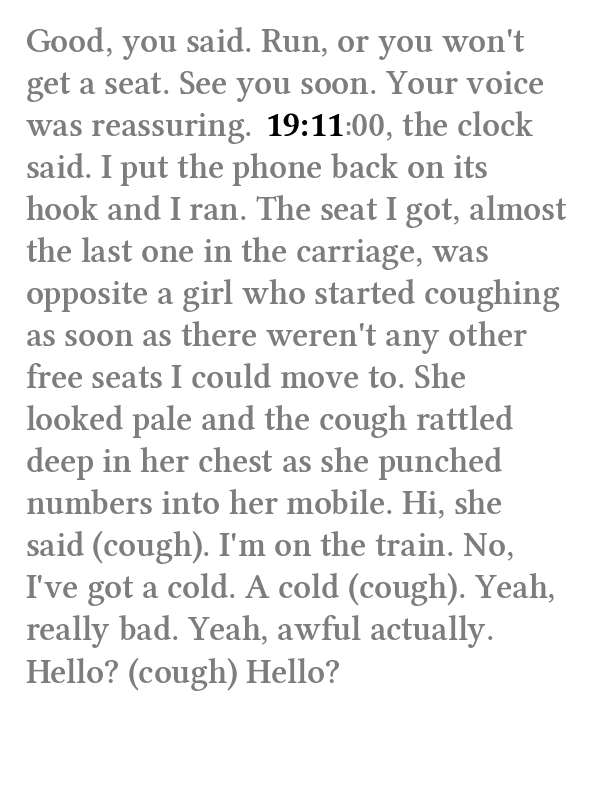 Good, you said. Run, or you won't
get a seat. See you soon. Your voice
was reassuring.  19:11:00, the clock
said. I put the phone back on its
hook and I ran. The seat I got, almost
the last one in the carriage, was
opposite a girl who started coughing
as soon as there weren't any other
free seats I could move to. She
looked pale and the cough rattled
deep in her chest as she punched
numbers into her mobile. Hi, she
said (cough). I'm on the train. No,
I've got a cold. A cold (cough). Yeah,
really bad. Yeah, awful actually.
Hello? (cough) Hello?